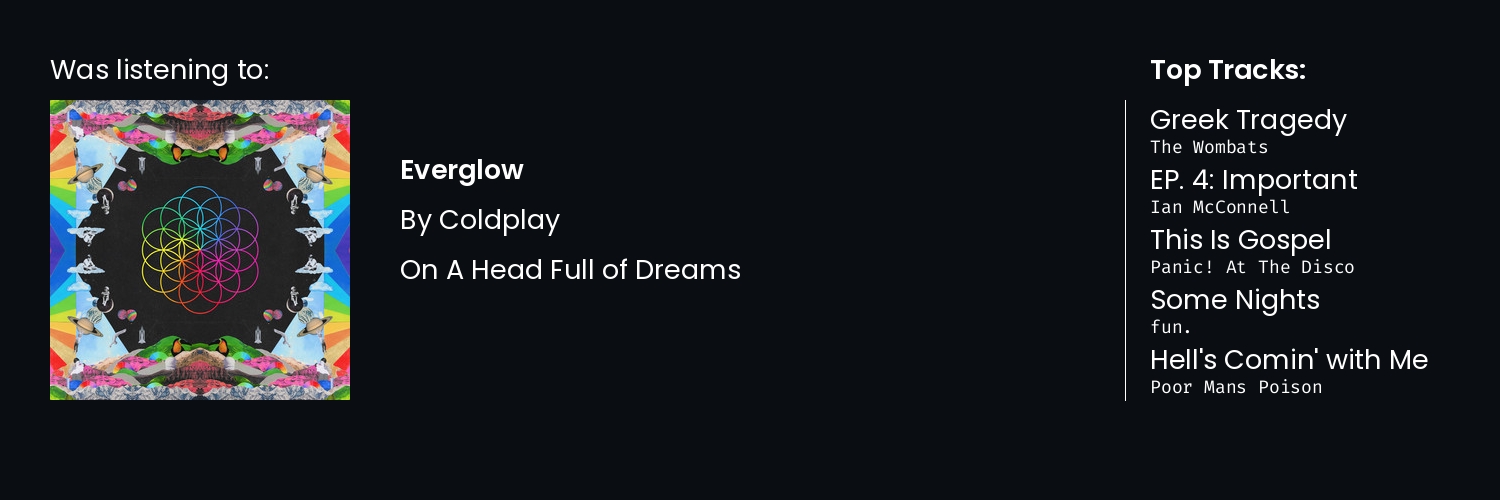 Was listening to:
Everglow
By Coldplay
On A Head Full of Dreams
Top Tracks:
Greek Tragedy
The Wombats
EP. 4: Important
Ian McConnell
This Is Gospel
Panic! At The Disco
Some Nights
fun.
Hell's Comin' with Me
Poor Mans Poison